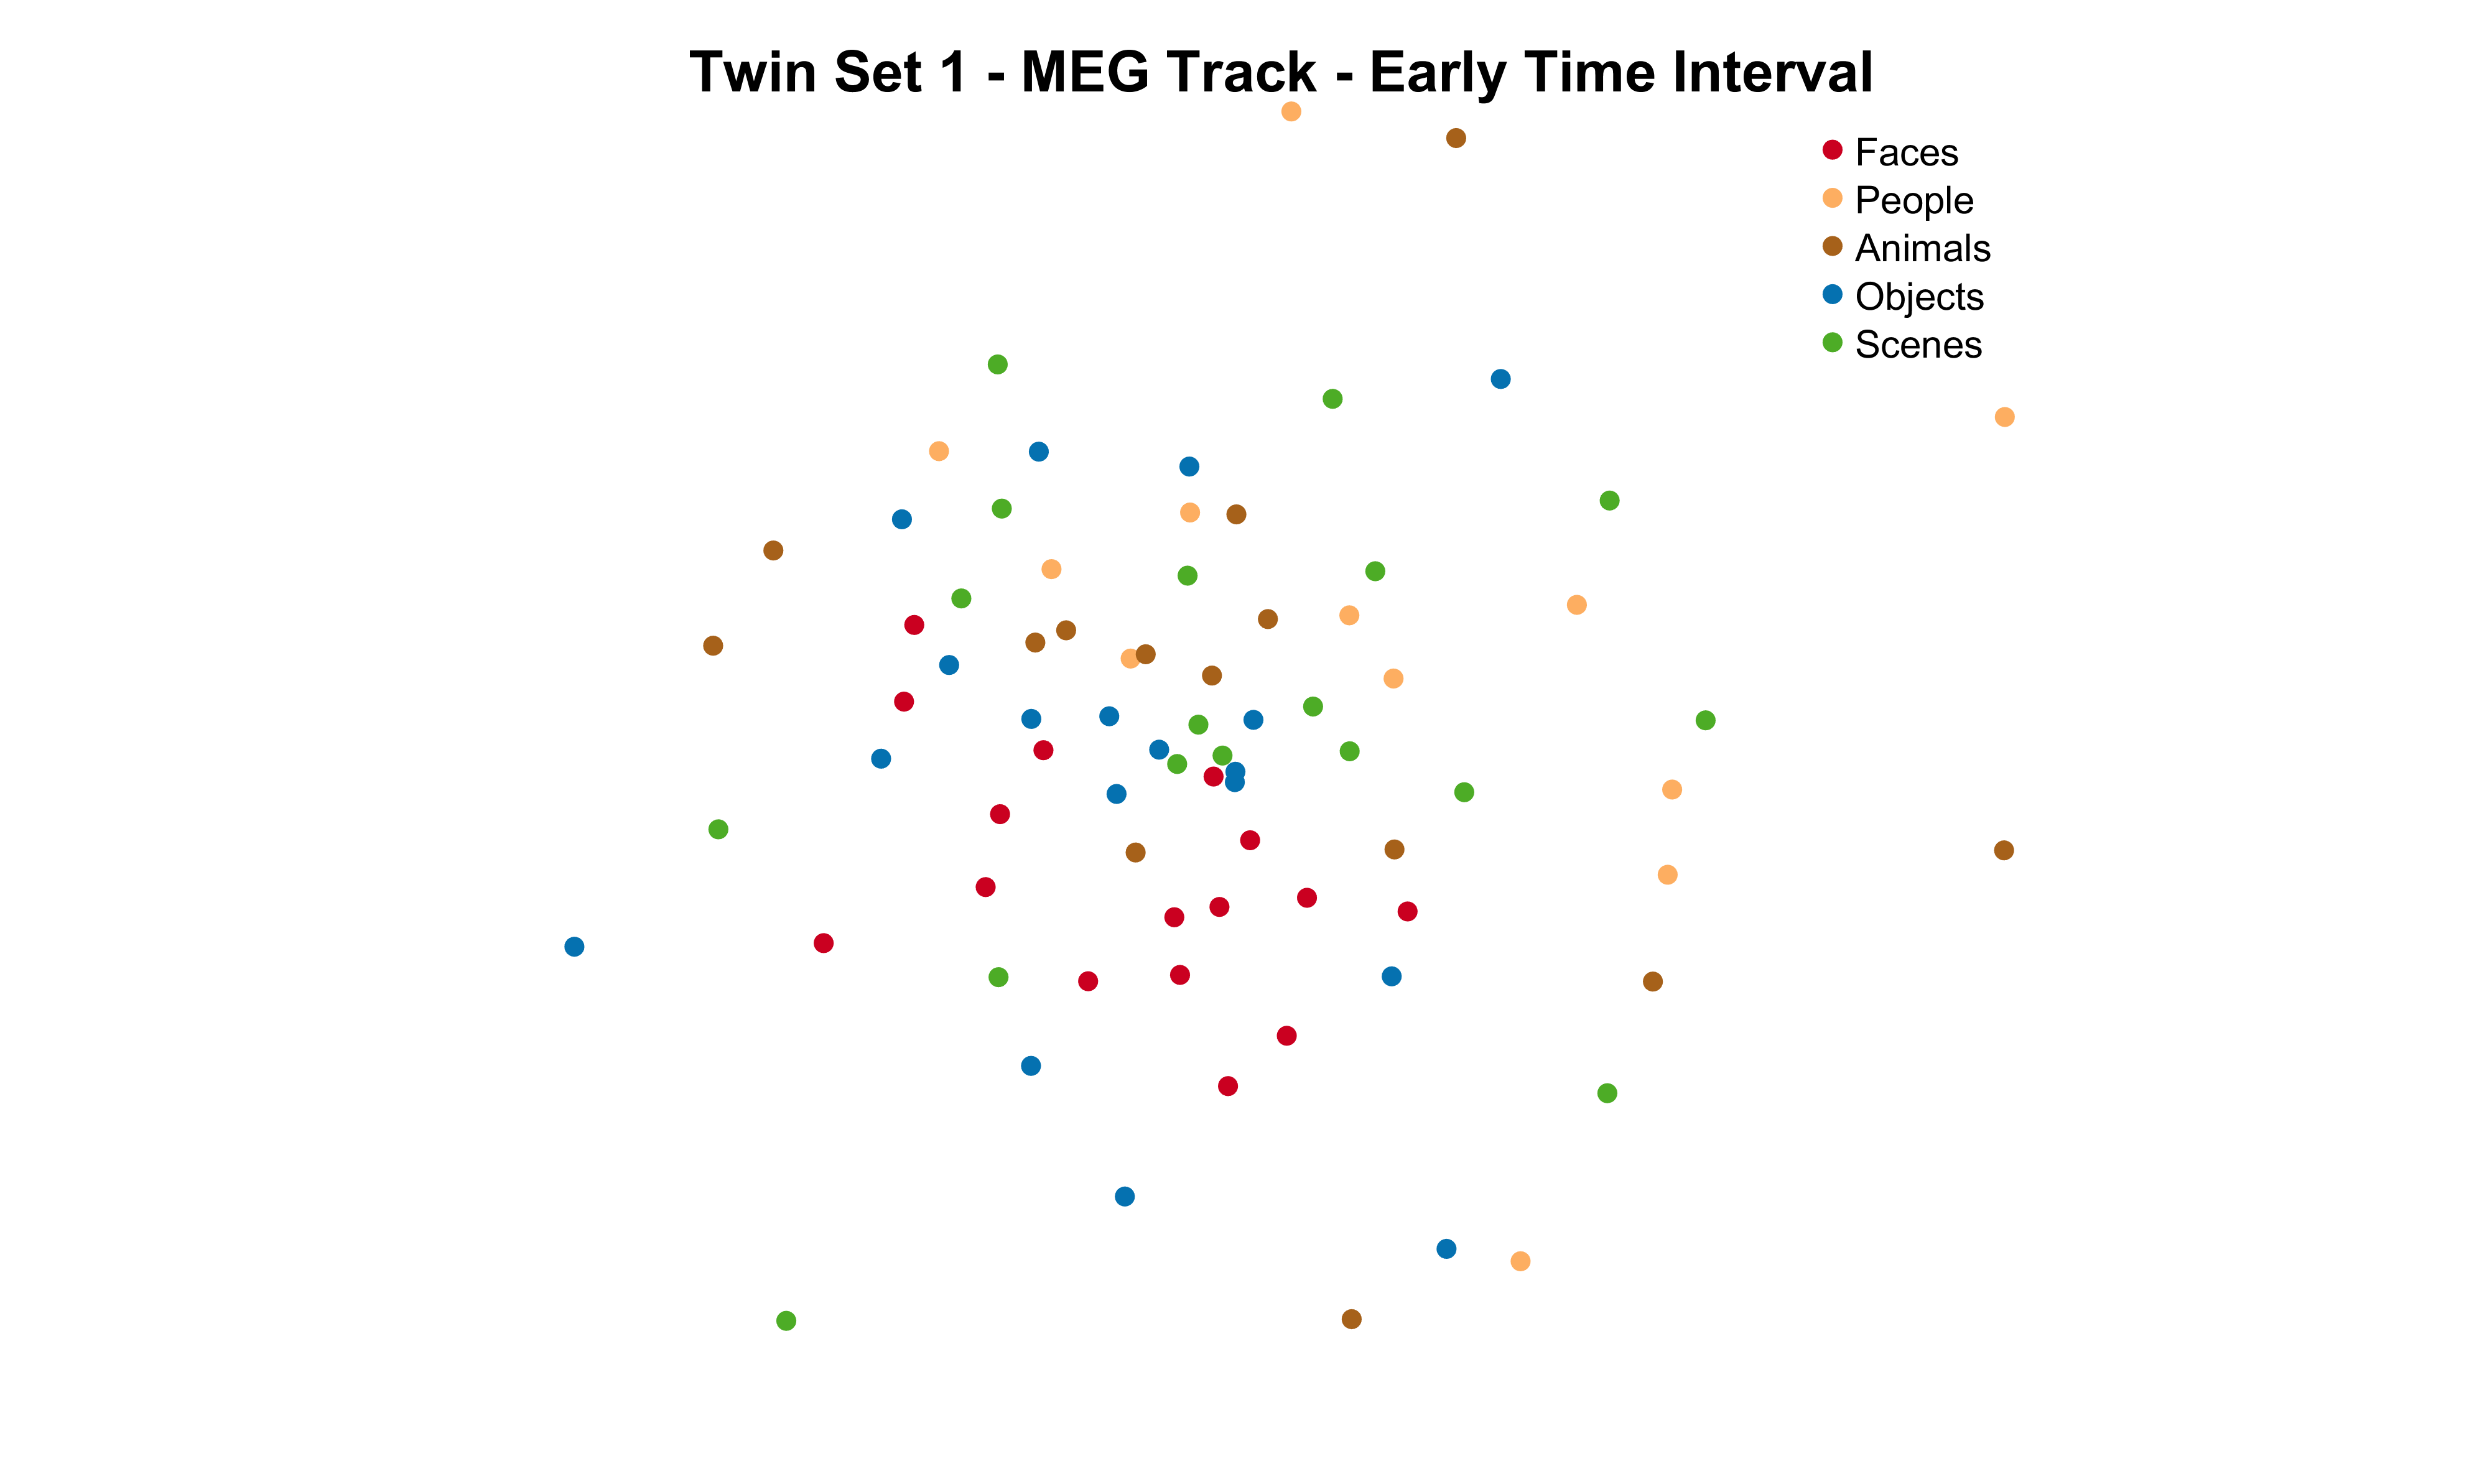 Twin Set 1 - MEG Track - Early Time Interval
Faces
People
Animals
Objects
Scenes